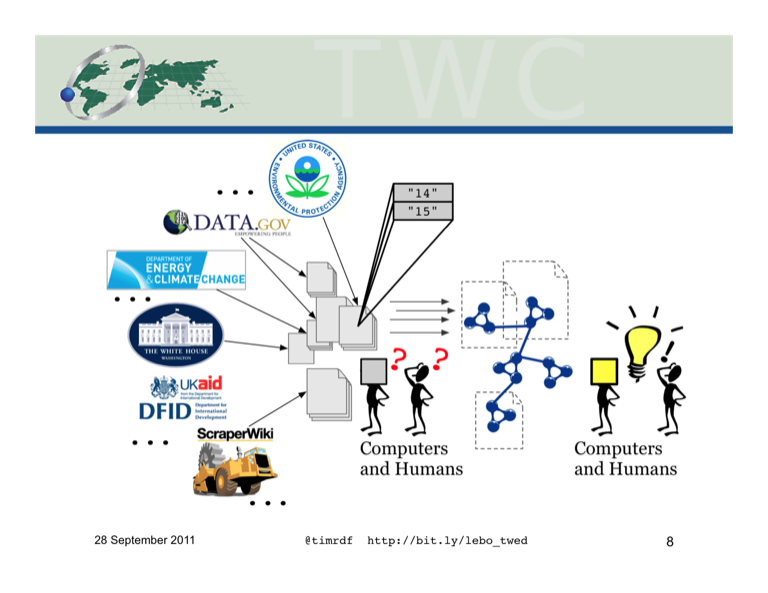 TWC
UNITED STATES
ENVIRONMENTAL PROTECTION AGENCY
. . .
DATA.GOV
EMPOWERING PEOPLE
"14"
"15"
DEPARTMENT OF
ENERGY
& CLIMATE CHANGE
. . .
THE WHITE HOUSE
WASHINGTON
? ?
!
UKaid
from the Department for
International Development
DFID
Department for
International
Development
. . .
ScraperWiki
. . .
Computers
and Humans
Computers
and Humans
28 September 2011
@timrdf http://bit.ly/lebo_twed
8